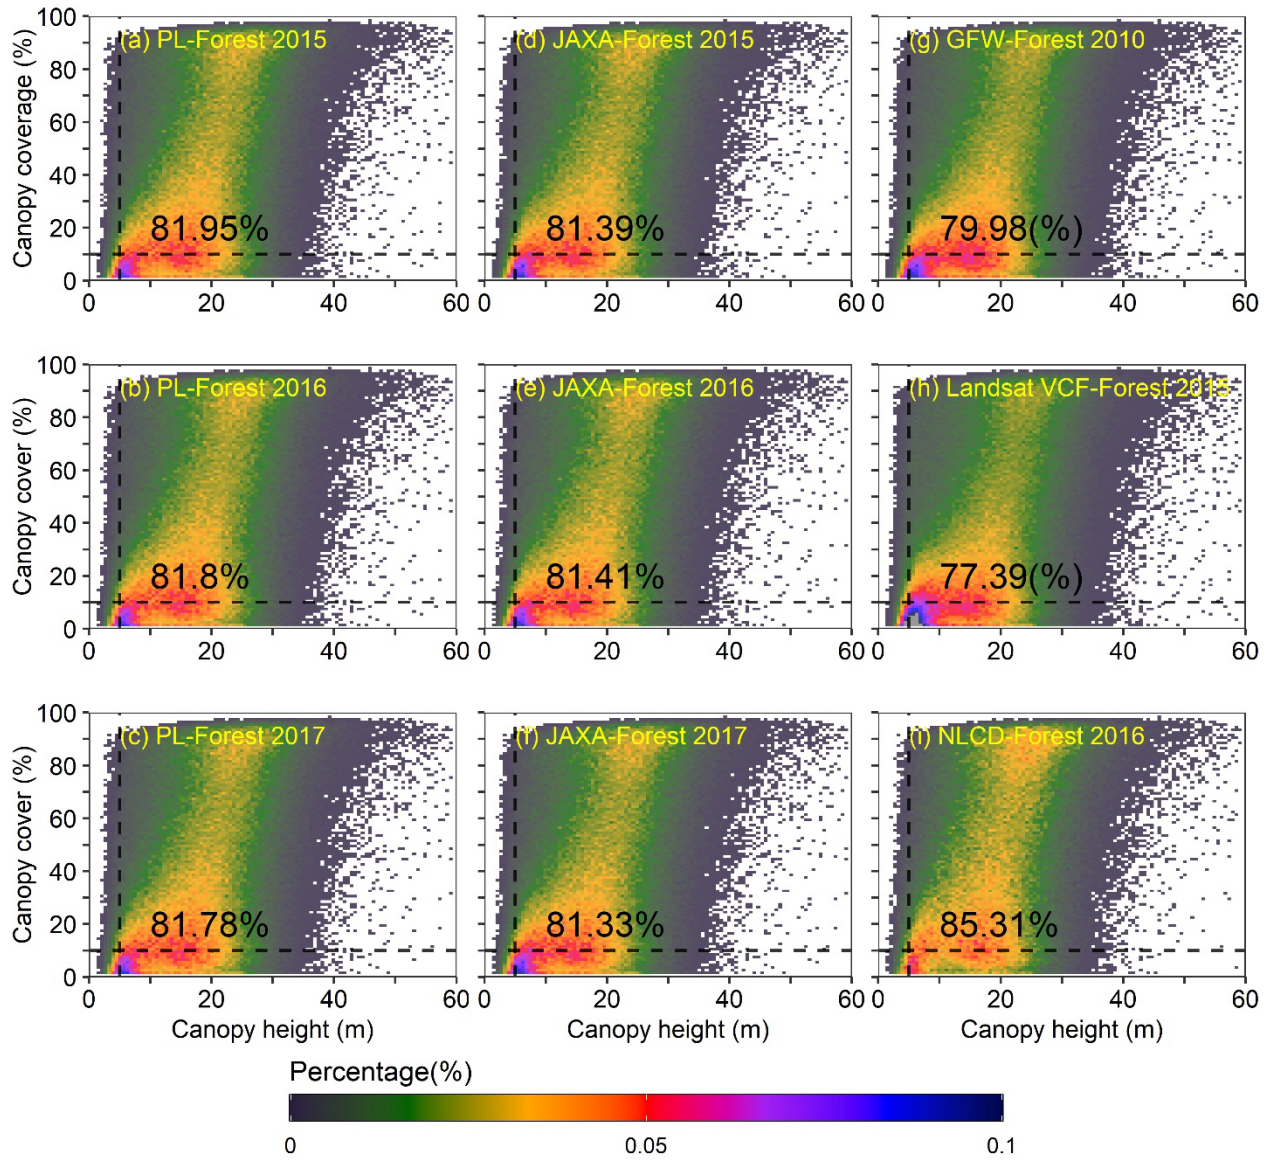 (a) PL-Forest 2015
(d) JAXA-Forest 2015
(g) GFW-Forest 2010
Canopy coverage (%)
100
80
60
40
20
0
81.95%
81.39%
79.98(%)
0 20 40 60
0 20 40 60
0 20 40 60
(b) PL-Forest 2016
(e) JAXA-Forest 2016
(h) Landsat VCF-Forest 2015
Canopy cover (%)
100
80
60
40
20
0
81.8%
81.41%
77.39(%)
0 20 40 60
0 20 40 60
0 20 40 60
(c) PL-Forest 2017
(f) JAXA-Forest 2017
(i) NLCD-Forest 2016
Canopy cover (%)
100
80
60
40
20
0
81.78%
81.33%
85.31%
0 20 40 60
0 20 40 60
0 20 40 60
Canopy height (m)
Canopy height (m)
Canopy height (m)
Percentage(%)
0 0.05 0.1